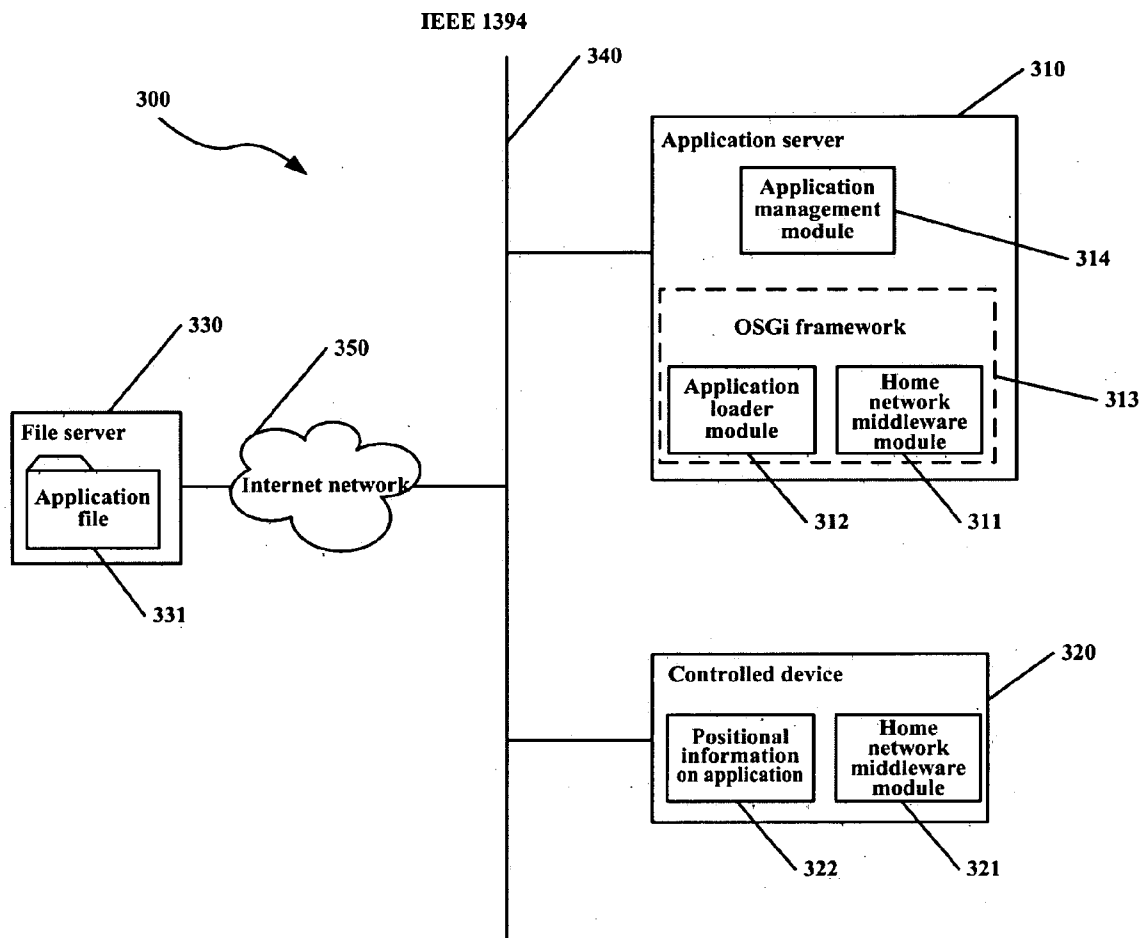 IEEE 1394
340
310
300
Application server
Application
management
module
314
OSGi framework
330
350
313
Application
loader
module
Home
network
middleware
module
File server
Internet network
Application
file
312
311
331
320
Controlled device
Positional
information
on application
Home
network
middleware
module
322
321